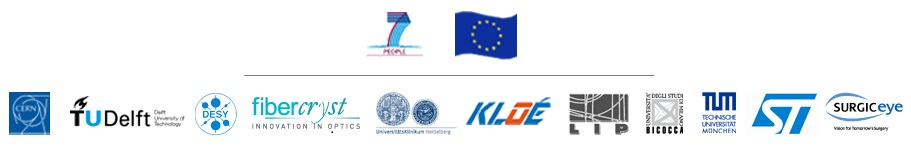 7
PEOPLE
CERN
TU Delft
Delft
University of
Technology
DESY
fibercryst
INNOVATION IN OPTICS
UniversitätsKlinikum Heidelberg
KLOÉ
LIP
UNIVERSITÀ
DEGLI STUDI
DI MILANO
BICOCCA
TUM
TECHNISCHE
UNIVERSITÄT
MÜNCHEN
ST
SURGICeye
Vision for Tomorrow's Surgery.